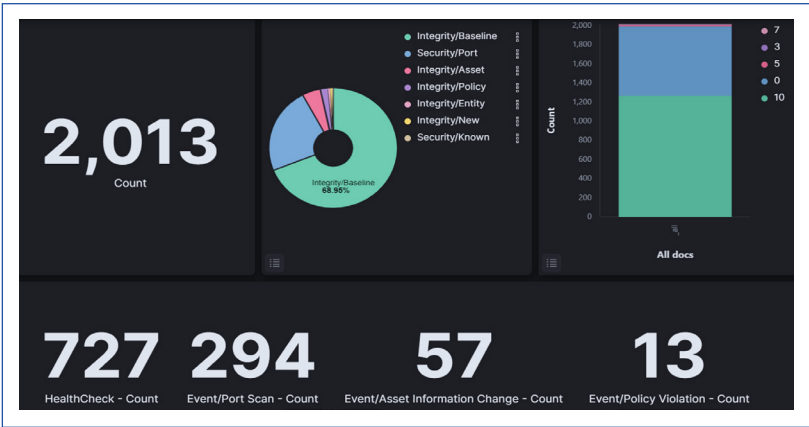 2,013
Count
Integrity/Baseline
68.95%
Integrity/Baseline
Security/Port
Integrity/Asset
Integrity/Policy
Integrity/Entity
Integrity/New
Security/Known
Count
2,000
1,800
1,600
1,400
1,200
1,000
800
600
400
200
0
All docs
7
3
5
0
10
727
HealthCheck - Count
294
Event/Port Scan - Count
57
Event/Asset Information Change - Count
13
Event/Policy Violation - Count